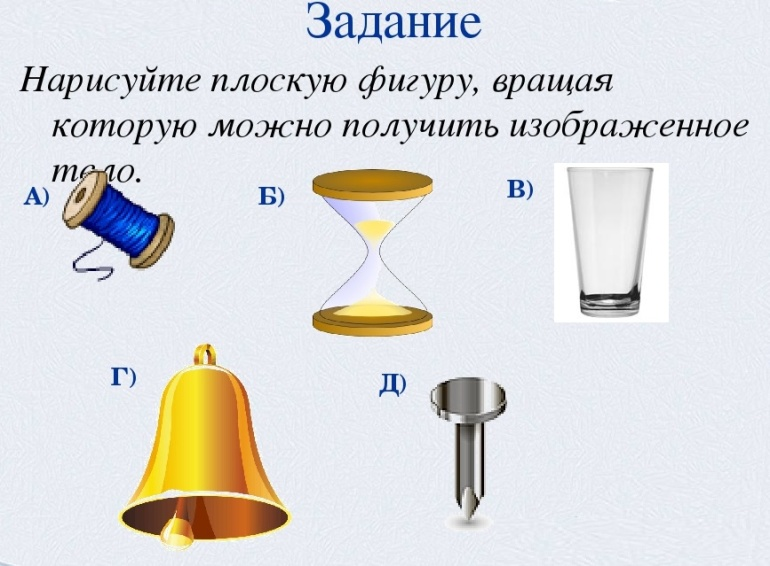 Задание
Нарисуйте плоскую фигуру, вращая
которую можно получить изображенное
тело.
А)
Б)
В)
Г)
Д)